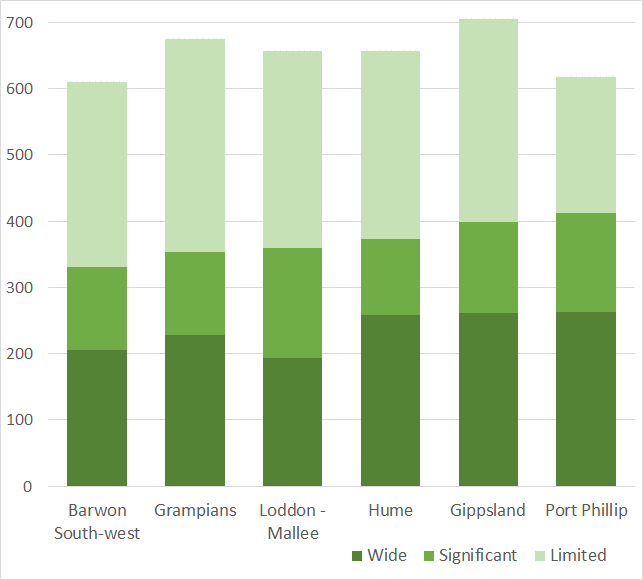 700
600
500
400
300
200
100
0
Barwon South-west
Grampians
Loddon - Mallee
Hume
Gippsland
Port Phillip
Wide Significant Limited